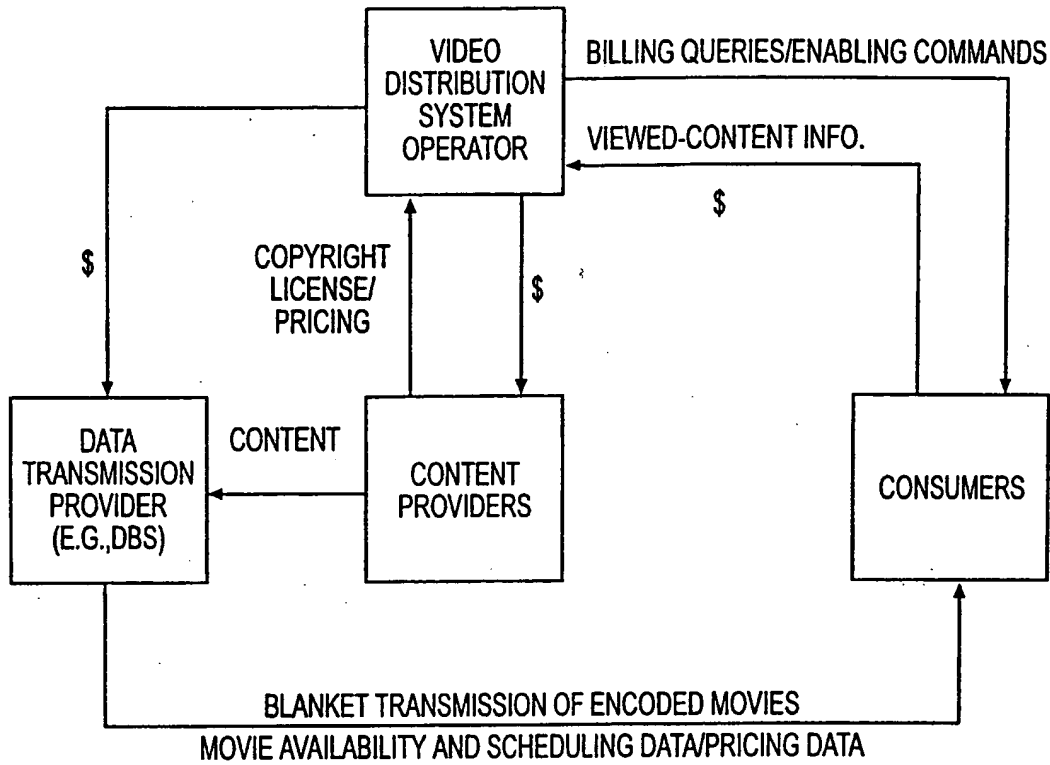 VIDEO
DISTRIBUTION
SYSTEM
OPERATOR
BILLING QUERIES/ENABLING COMMANDS
VIEWED-CONTENT INFO.
$
$
COPYRIGHT
LICENSE/
PRICING
$
DATA
TRANSMISSION
PROVIDER
(E.G.,DBS)
CONTENT
CONTENT
PROVIDERS
CONSUMERS
BLANKET TRANSMISSION OF ENCODED MOVIES
MOVIE AVAILABILITY AND SCHEDULING DATA/PRICING DATA